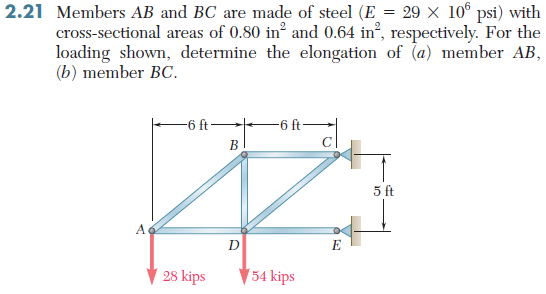 2.21 Members AB and BC are made of steel (E = 29 × 10⁶ psi) with
cross-sectional areas of 0.80 in² and 0.64 in², respectively. For the
loading shown, determine the elongation of (a) member AB,
(b) member BC.
6 ft 6 ft
B C
5 ft
A
D E
28 kips 54 kips